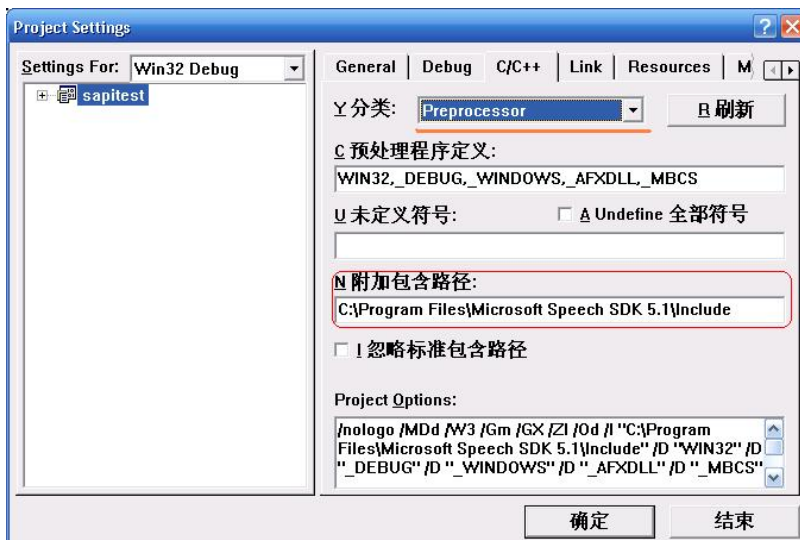 Project Settings
Settings For: Win32 Debug
sapitest
General Debug C/C++ Link Resources M
Y分类: Preprocessor R刷新
C 预处理程序定义:
WIN32,_DEBUG,_WINDOWS,_AFXDLL,_MBCS
U 未定义符号: A Undefine 全部符号
N 附加包含路径:
C:\Program Files\Microsoft Speech SDK 5.1\Include
I 忽略标准包含路径
Project Options:
/nologo /MDd /W3 /Gm /GX /ZI /Od /I "C:\Program
Files\Microsoft Speech SDK 5.1\Include" /D "WIN32" /D
"_DEBUG" /D "_WINDOWS" /D "_AFXDLL" /D "_MBCS"
确定 结束